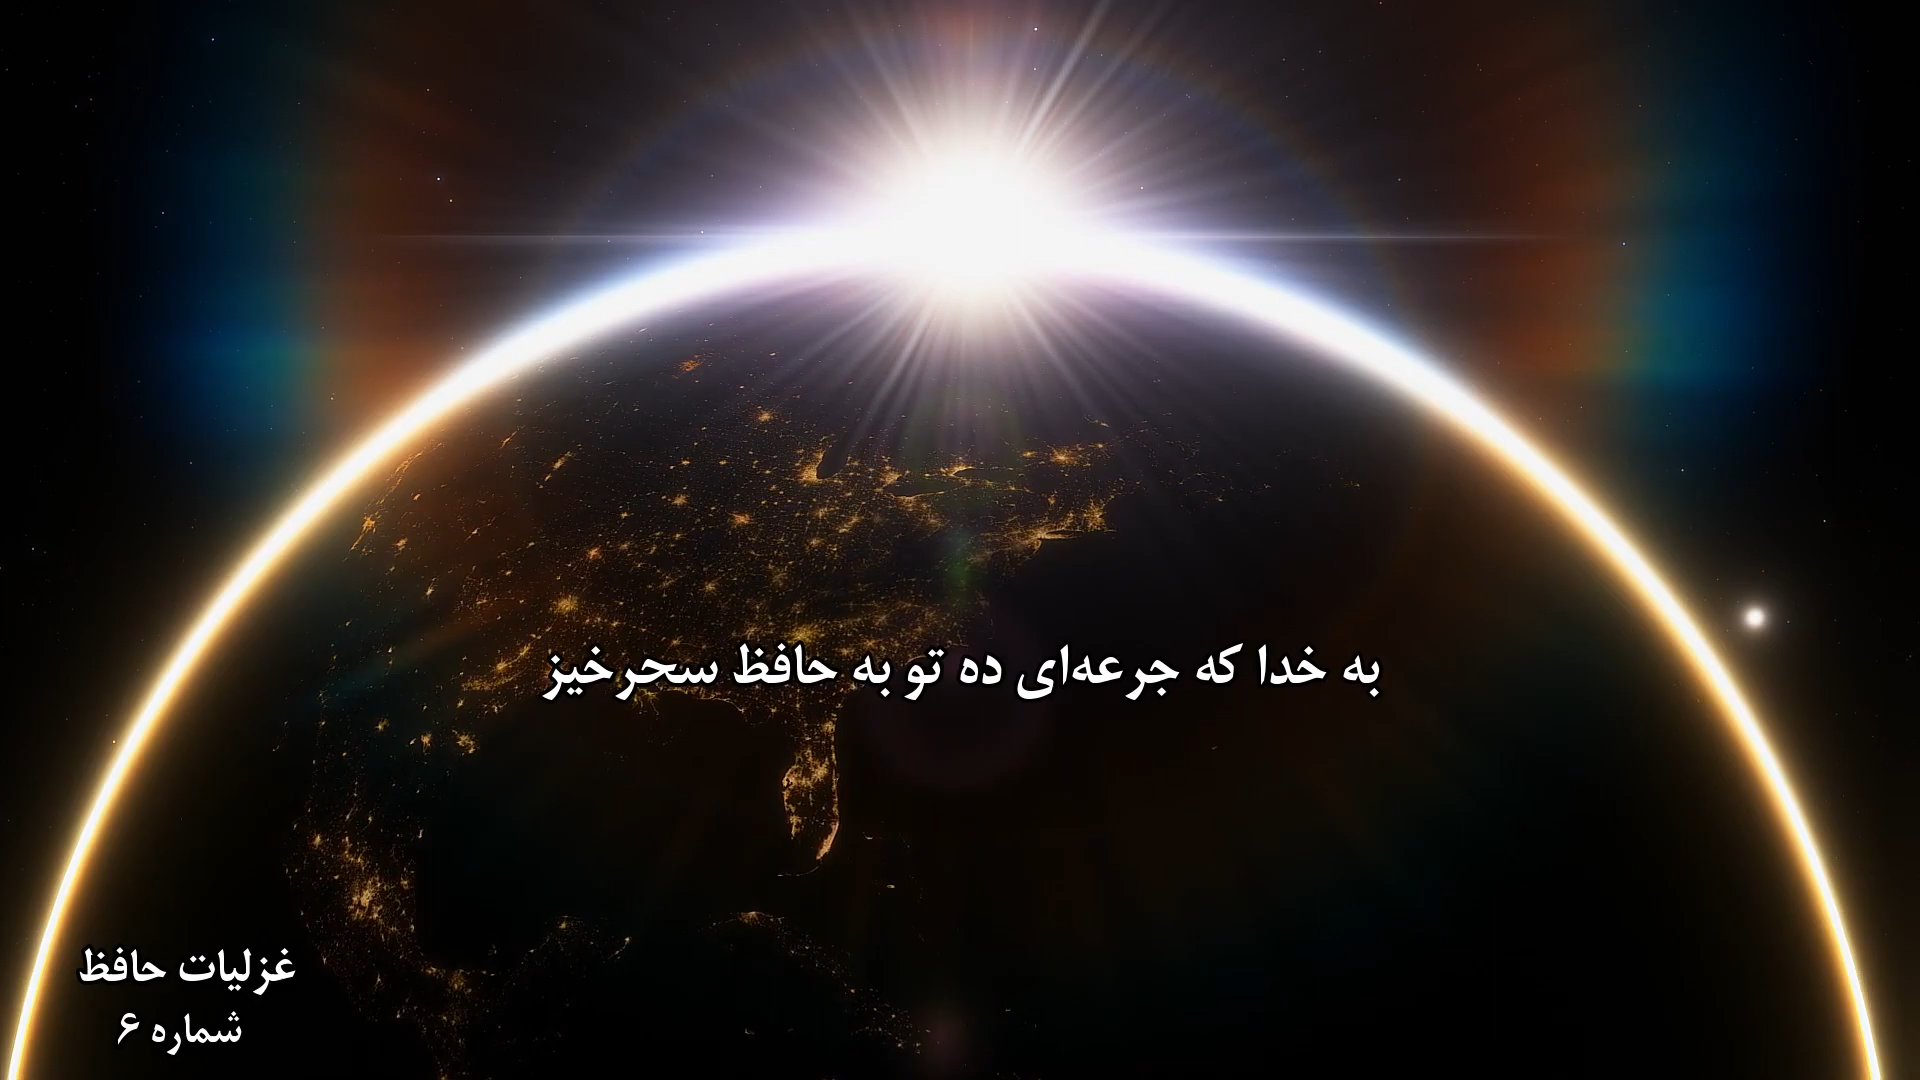 به خدا که جرعه‌ای ده تو به حافظ سحرخیز
غزلیات حافظ
شماره ۶